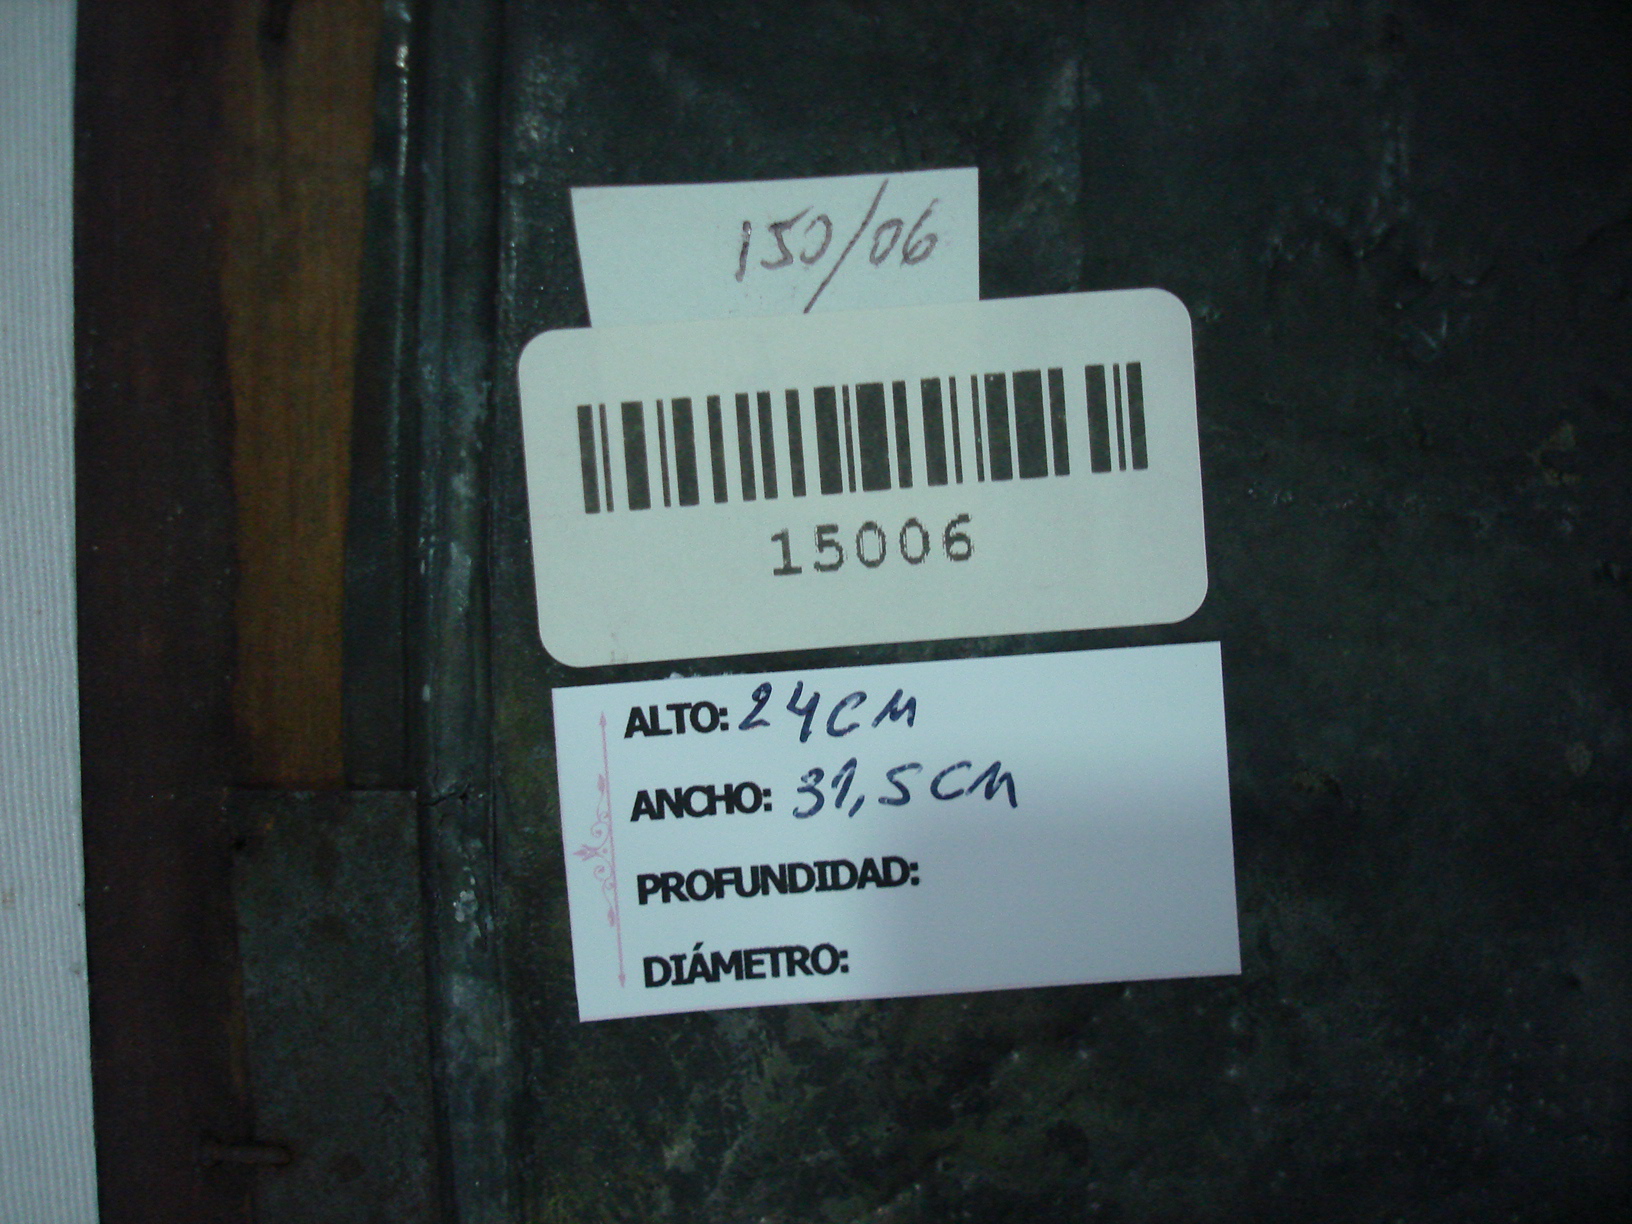 150/06
15006
ALTO: 24CM
ANCHO: 31,5CM
PROFUNDIDAD:
DIÁMETRO: